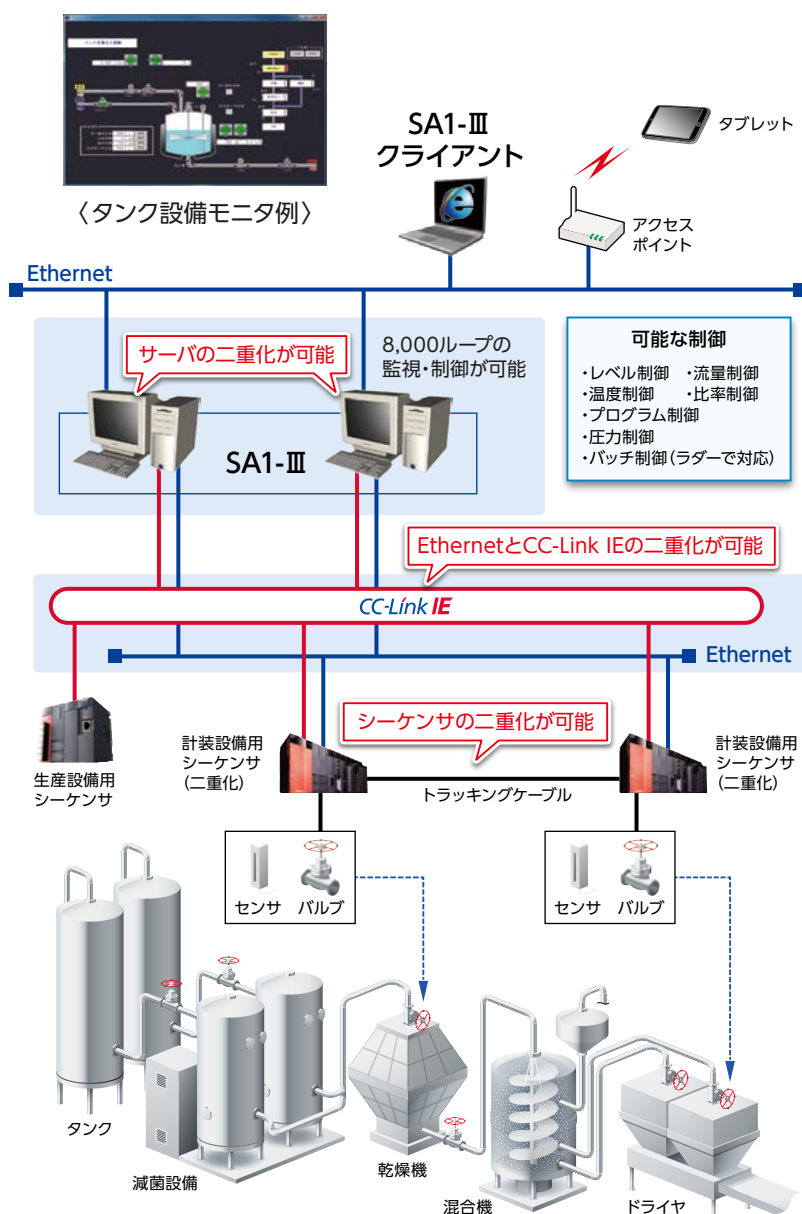 〈タンク設備モニタ例〉
SA1-Ⅲ
クライアント
タブレット
アクセス
ポイント
Ethernet
サーバの二重化が可能
8,000ループの
監視・制御が可能
SA1-Ⅲ
可能な制御
・レベル制御 ・流量制御
・温度制御 ・比率制御
・プログラム制御
・圧力制御
・バッチ制御(ラダーで対応)
EthernetとCC-Link IEの二重化が可能
CC-Link IE
Ethernet
シーケンサの二重化が可能
生産設備用
シーケンサ
計装設備用
シーケンサ
(二重化)
トラッキングケーブル
計装設備用
シーケンサ
(二重化)
センサ バルブ
センサ バルブ
タンク
滅菌設備
乾燥機
混合機
ドライヤ